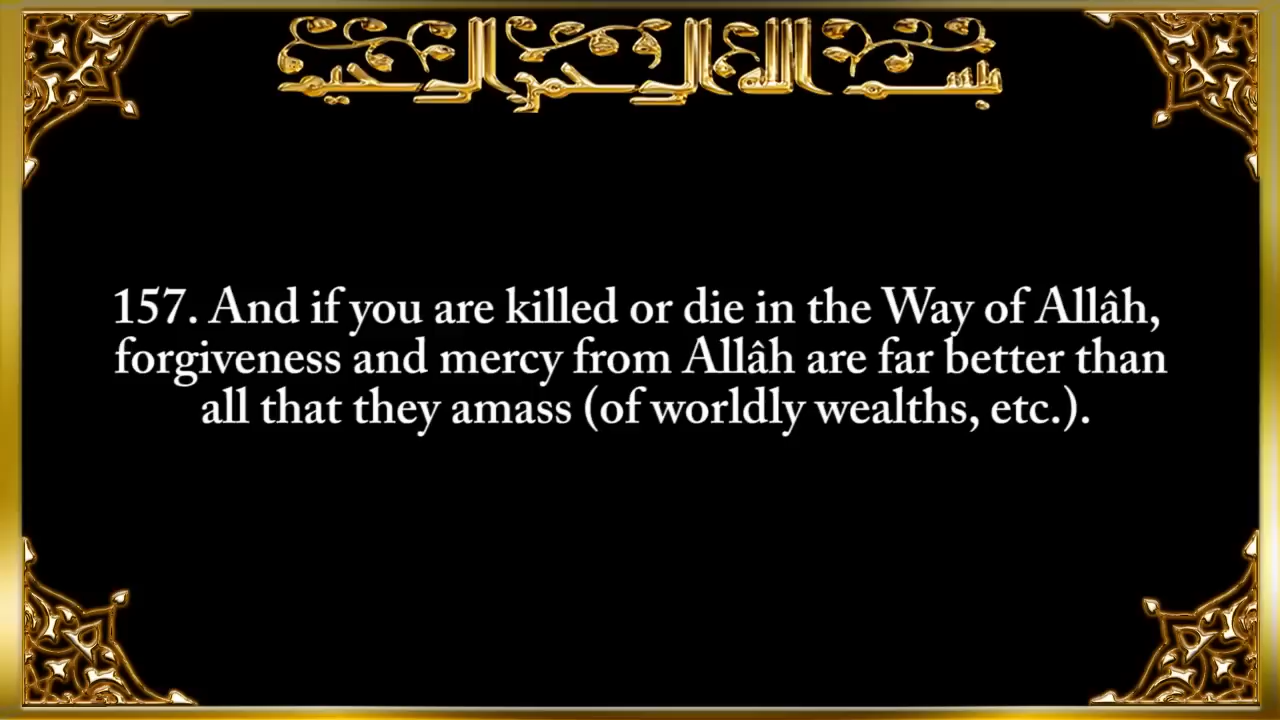 بسم الله الرحمن الرحيم
157. And if you are killed or die in the Way of Allâh,
forgiveness and mercy from Allâh are far better than
all that they amass (of worldly wealths, etc.).